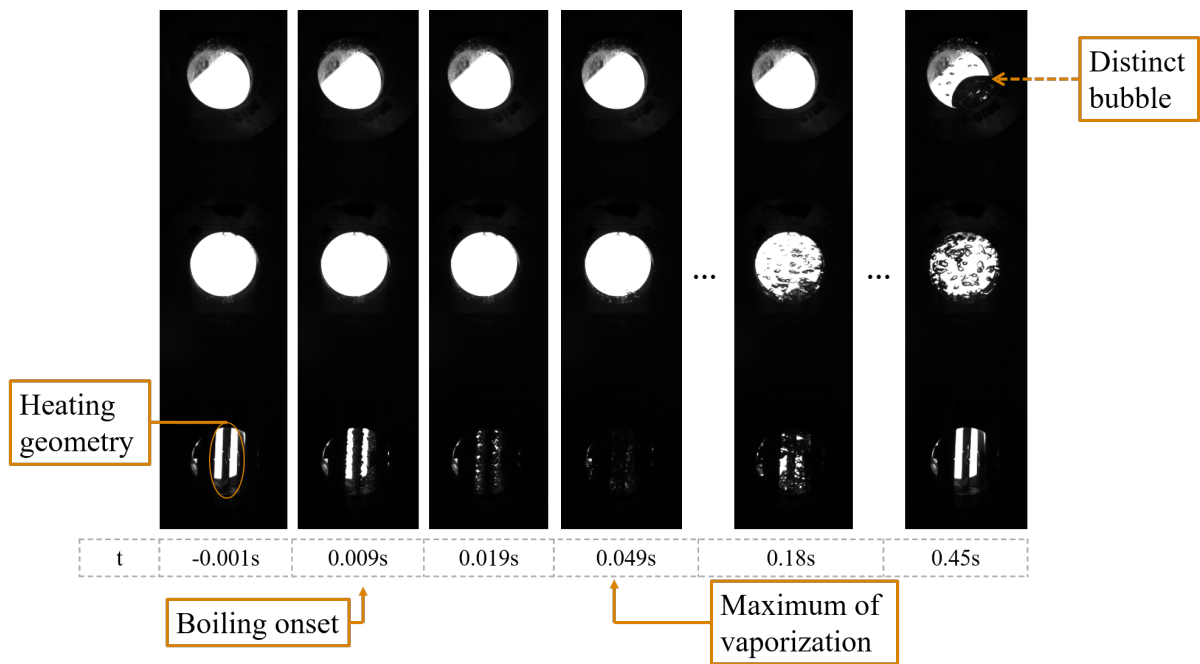 Distinct
bubble
...
...
Heating
geometry
t
-0.001s
0.009s
0.019s
0.049s
0.18s
0.45s
Boiling onset
Maximum of
vaporization